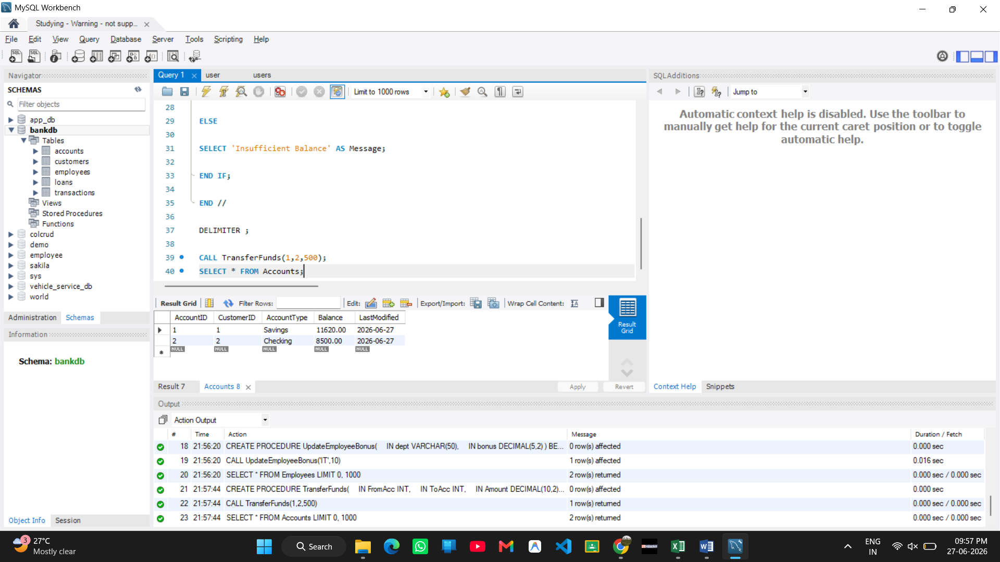 MySQL Workbench
Studying - Warning - not supp...
File Edit View Query Database Server Tools Scripting Help
Navigator
SCHEMAS
Filter objects
app_db
bankdb
Tables
accounts
customers
employees
loans
transactions
Views
Stored Procedures
Functions
colcrud
demo
employee
sakila
sys
vehicle_service_db
world
Administration Schemas
Information
Schema: bankdb
Object Info Session
Query 1 user users
Limit to 1000 rows
28
29 ELSE
30
31 SELECT 'Insufficient Balance' AS Message;
32
33 END IF;
34
35 END //
36
37 DELIMITER ;
38
39 CALL TransferFunds(1,2,500);
40 SELECT * FROM Accounts;
Result Grid Filter Rows: Edit: Export/Import: Wrap Cell Content:
AccountID CustomerID AccountType Balance LastModified
1 1 Savings 11620.00 2026-06-27
2 2 Checking 8500.00 2026-06-27
NULL NULL NULL NULL NULL
Result
Grid
Result 7 Accounts 8 Apply Revert
SQLAdditions
Jump to
Automatic context help is disabled. Use the toolbar to
manually get help for the current caret position or to toggle
automatic help.
Context Help Snippets
Output
Action Output
# Time Action Message Duration / Fetch
18 21:56:20 CREATE PROCEDURE UpdateEmployeeBonus( IN dept VARCHAR(50), IN bonus DECIMAL(5,2) ) BE... 0 row(s) affected 0.000 sec
19 21:56:20 CALL UpdateEmployeeBonus('IT',10) 1 row(s) affected 0.016 sec
20 21:56:20 SELECT * FROM Employees LIMIT 0, 1000 2 row(s) returned 0.000 sec / 0.000 sec
21 21:57:44 CREATE PROCEDURE TransferFunds( IN FromAcc INT, IN ToAcc INT, IN Amount DECIMAL(10,2)... 0 row(s) affected 0.000 sec
22 21:57:44 CALL TransferFunds(1,2,500) 1 row(s) returned 0.000 sec / 0.000 sec
23 21:57:44 SELECT * FROM Accounts LIMIT 0, 1000 2 row(s) returned 0.000 sec / 0.000 sec
3
27°C
Mostly clear
Search
ENG
IN
09:57 PM
27-06-2026